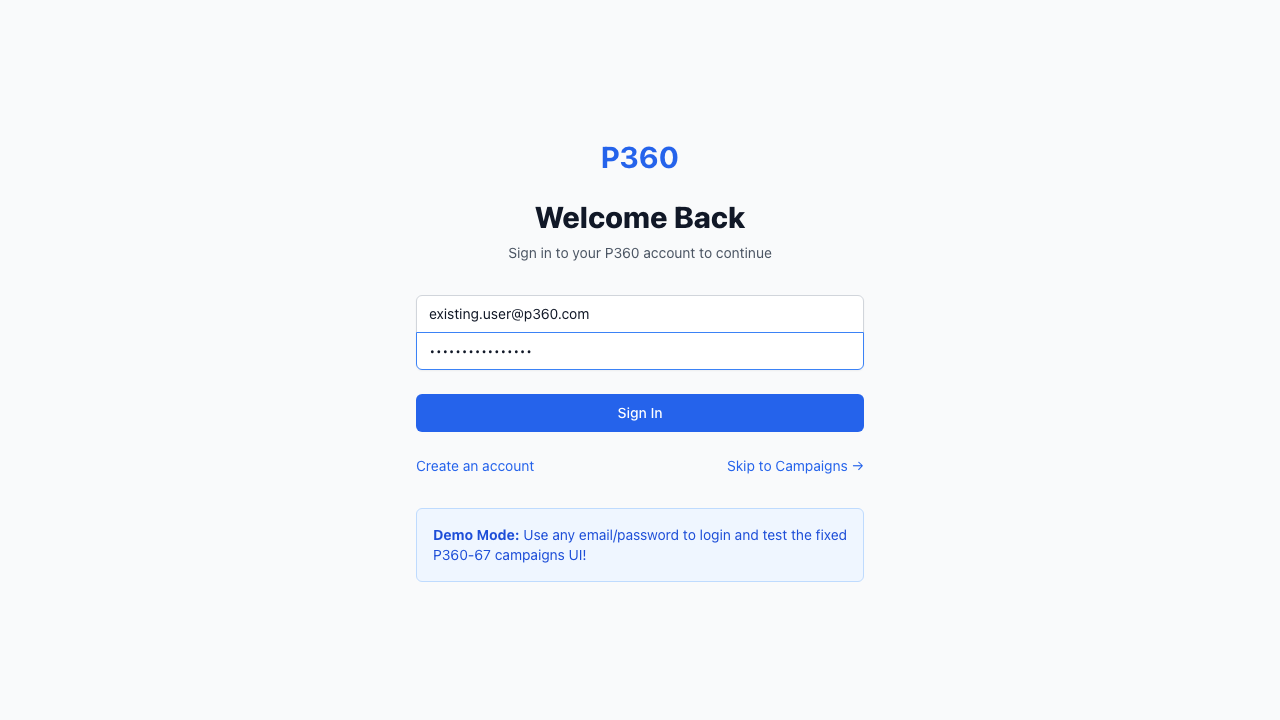 P360
Welcome Back
Sign in to your P360 account to continue
existing.user@p360.com
••••••••••••••••
Sign In
Create an account
Skip to Campaigns →
Demo Mode: Use any email/password to login and test the fixed
P360-67 campaigns UI!